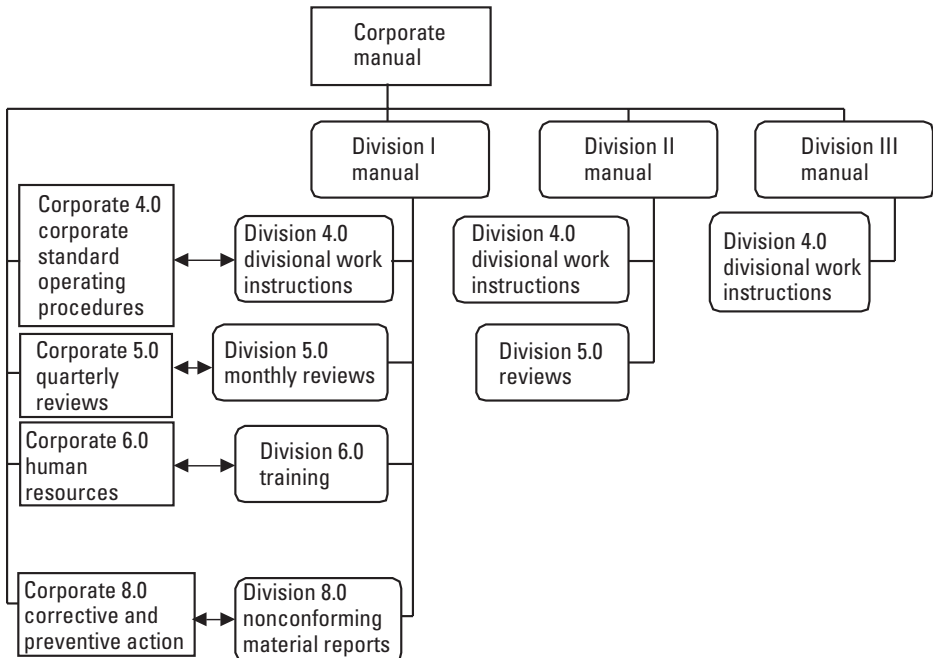 Corporate
manual
Division I
manual
Division II
manual
Division III
manual
Corporate 4.0
corporate
standard
operating
procedures
Division 4.0
divisional work
instructions
Division 4.0
divisional work
instructions
Division 4.0
divisional work
instructions
Corporate 5.0
quarterly
reviews
Division 5.0
monthly reviews
Division 5.0
reviews
Corporate 6.0
human
resources
Division 6.0
training
Corporate 8.0
corrective and
preventive action
Division 8.0
nonconforming
material reports